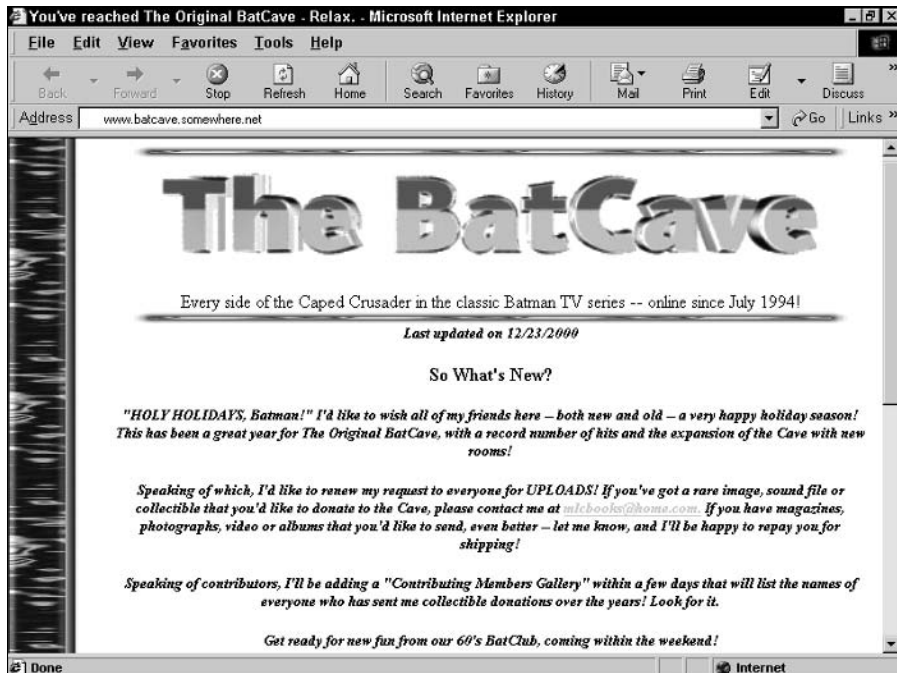 You've reached The Original BatCave - Relax. - Microsoft Internet Explorer
File Edit View Favorites Tools Help
Back Forward Stop Refresh Home Search Favorites History Mail Print Edit Discuss »
Address www.batcave.somewhere.net Go Links »
The BatCave
Every side of the Caped Crusader in the classic Batman TV series -- online since July 1994!
Last updated on 12/23/2000
So What's New?
"HOLY HOLIDAYS, Batman!" I'd like to wish all of my friends here -- both new and old -- a very happy holiday season!
This has been a great year for The Original BatCave, with a record number of hits and the expansion of the Cave with new
rooms!
Speaking of which, I'd like to renew my request to everyone for UPLOADS! If you've got a rare image, sound file or
collectible that you'd like to donate to the Cave, please contact me at mlcbooks@home.com. If you have magazines,
photographs, video or albums that you'd like to send, even better -- let me know, and I'll be happy to repay you for
shipping!
Speaking of contributors, I'll be adding a "Contributing Members Gallery" within a few days that will list the names of
everyone who has sent me collectible donations over the years! Look for it.
Get ready for new fun from our 60's BatClub, coming within the weekend!
Done Internet